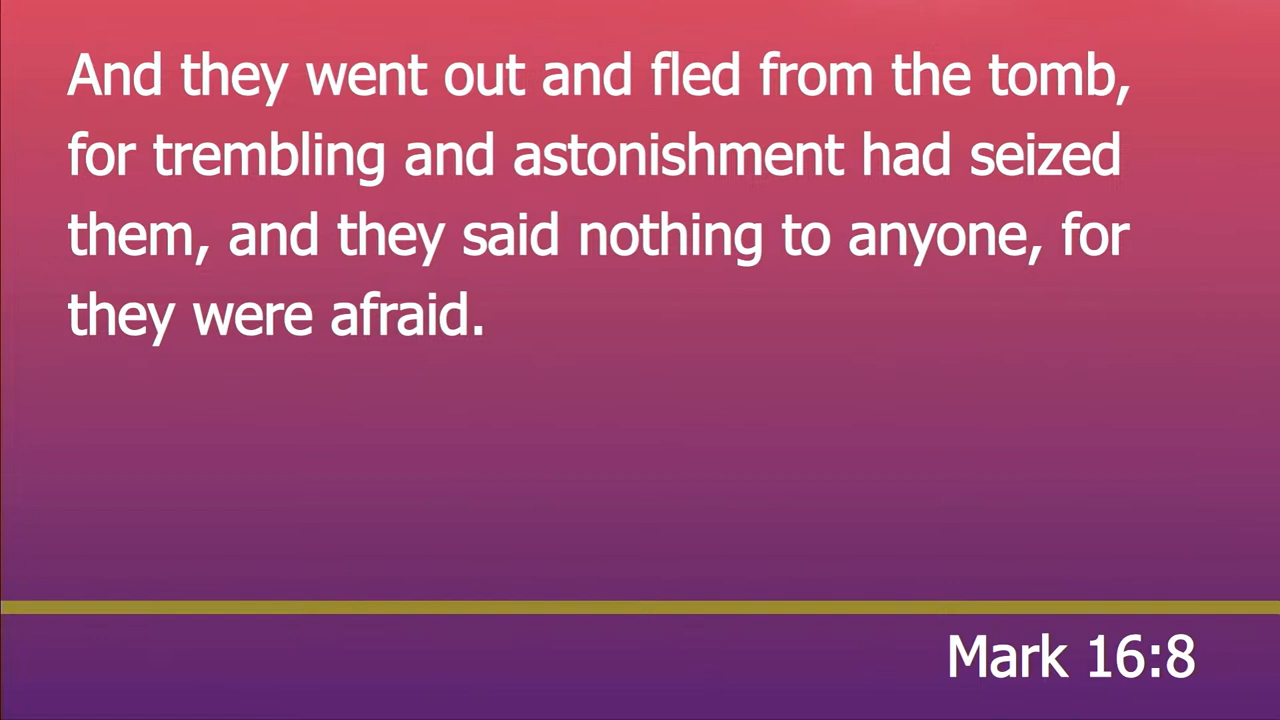 And they went out and fled from the tomb,
for trembling and astonishment had seized
them, and they said nothing to anyone, for
they were afraid.
Mark 16:8